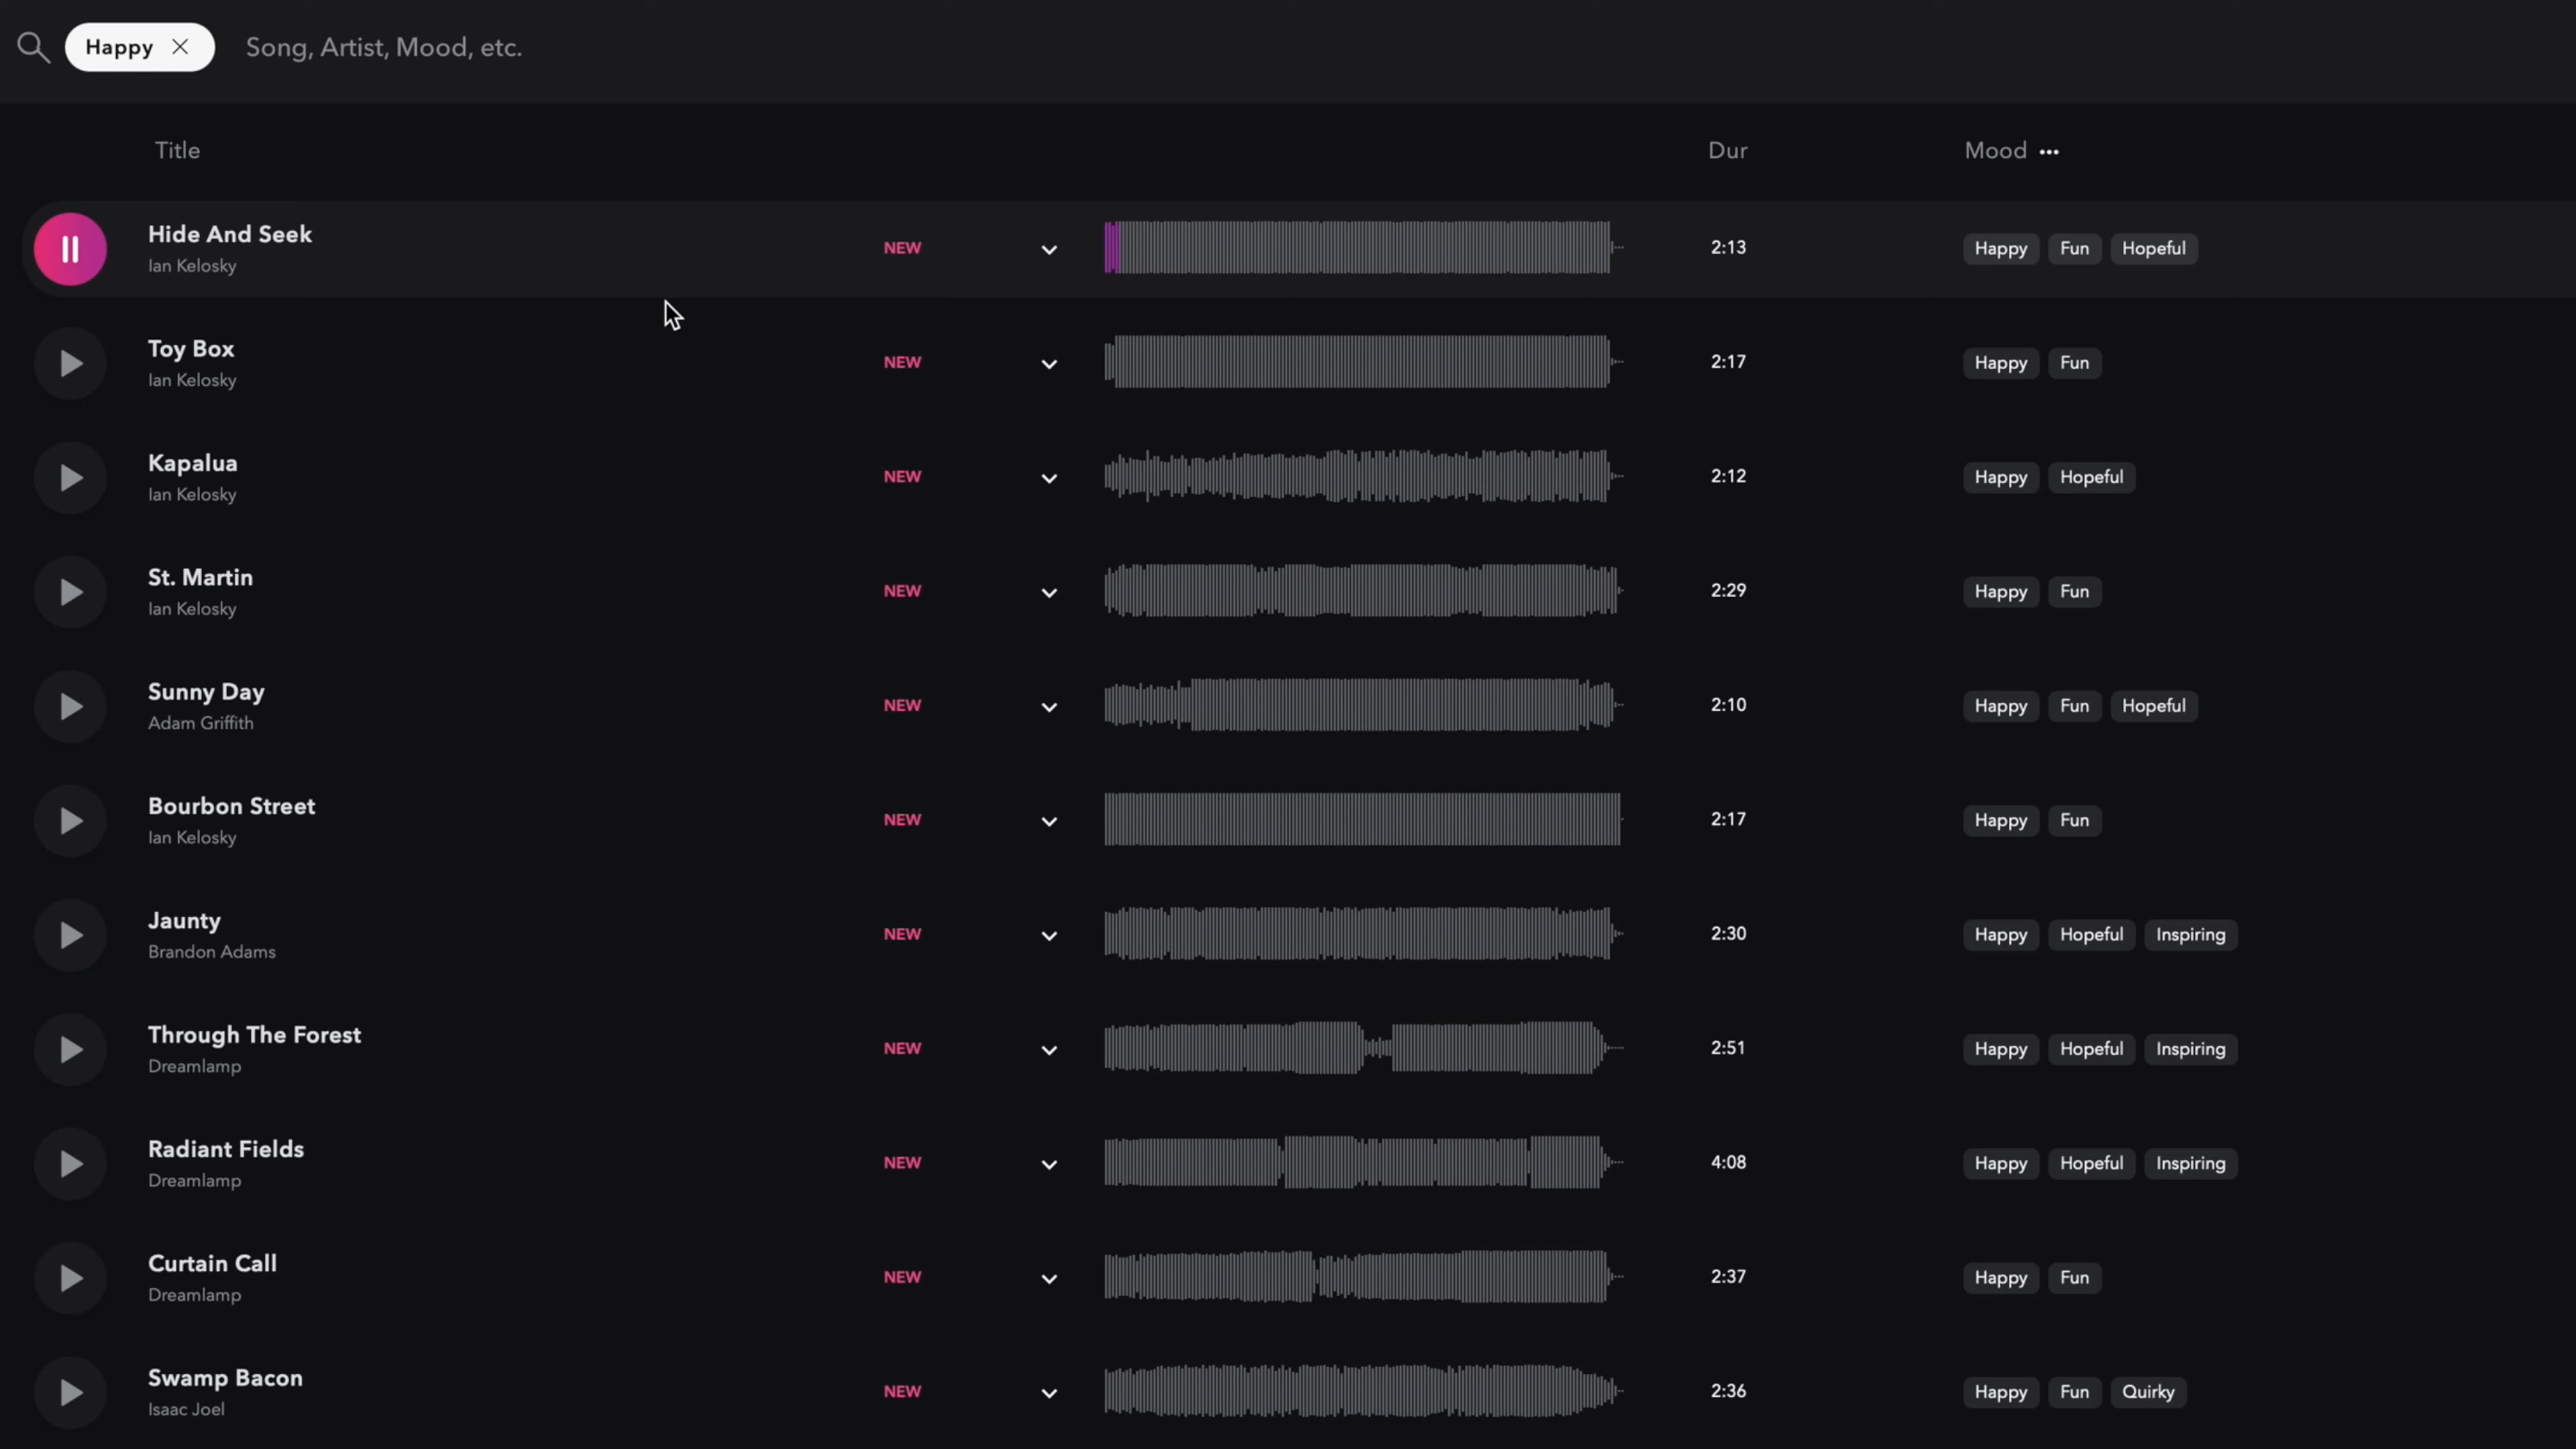 Happy Song, Artist, Mood, etc.
Title Dur Mood
Hide And Seek
Ian Kelosky
NEW 2:13 Happy Fun Hopeful
Toy Box
Ian Kelosky
NEW 2:17 Happy Fun
Kapalua
Ian Kelosky
NEW 2:12 Happy Hopeful
St. Martin
Ian Kelosky
NEW 2:29 Happy Fun
Sunny Day
Adam Griffith
NEW 2:10 Happy Fun Hopeful
Bourbon Street
Ian Kelosky
NEW 2:17 Happy Fun
Jaunty
Brandon Adams
NEW 2:30 Happy Hopeful Inspiring
Through The Forest
Dreamlamp
NEW 2:51 Happy Hopeful Inspiring
Radiant Fields
Dreamlamp
NEW 4:08 Happy Hopeful Inspiring
Curtain Call
Dreamlamp
NEW 2:37 Happy Fun
Swamp Bacon
Isaac Joel
NEW 2:36 Happy Fun Quirky